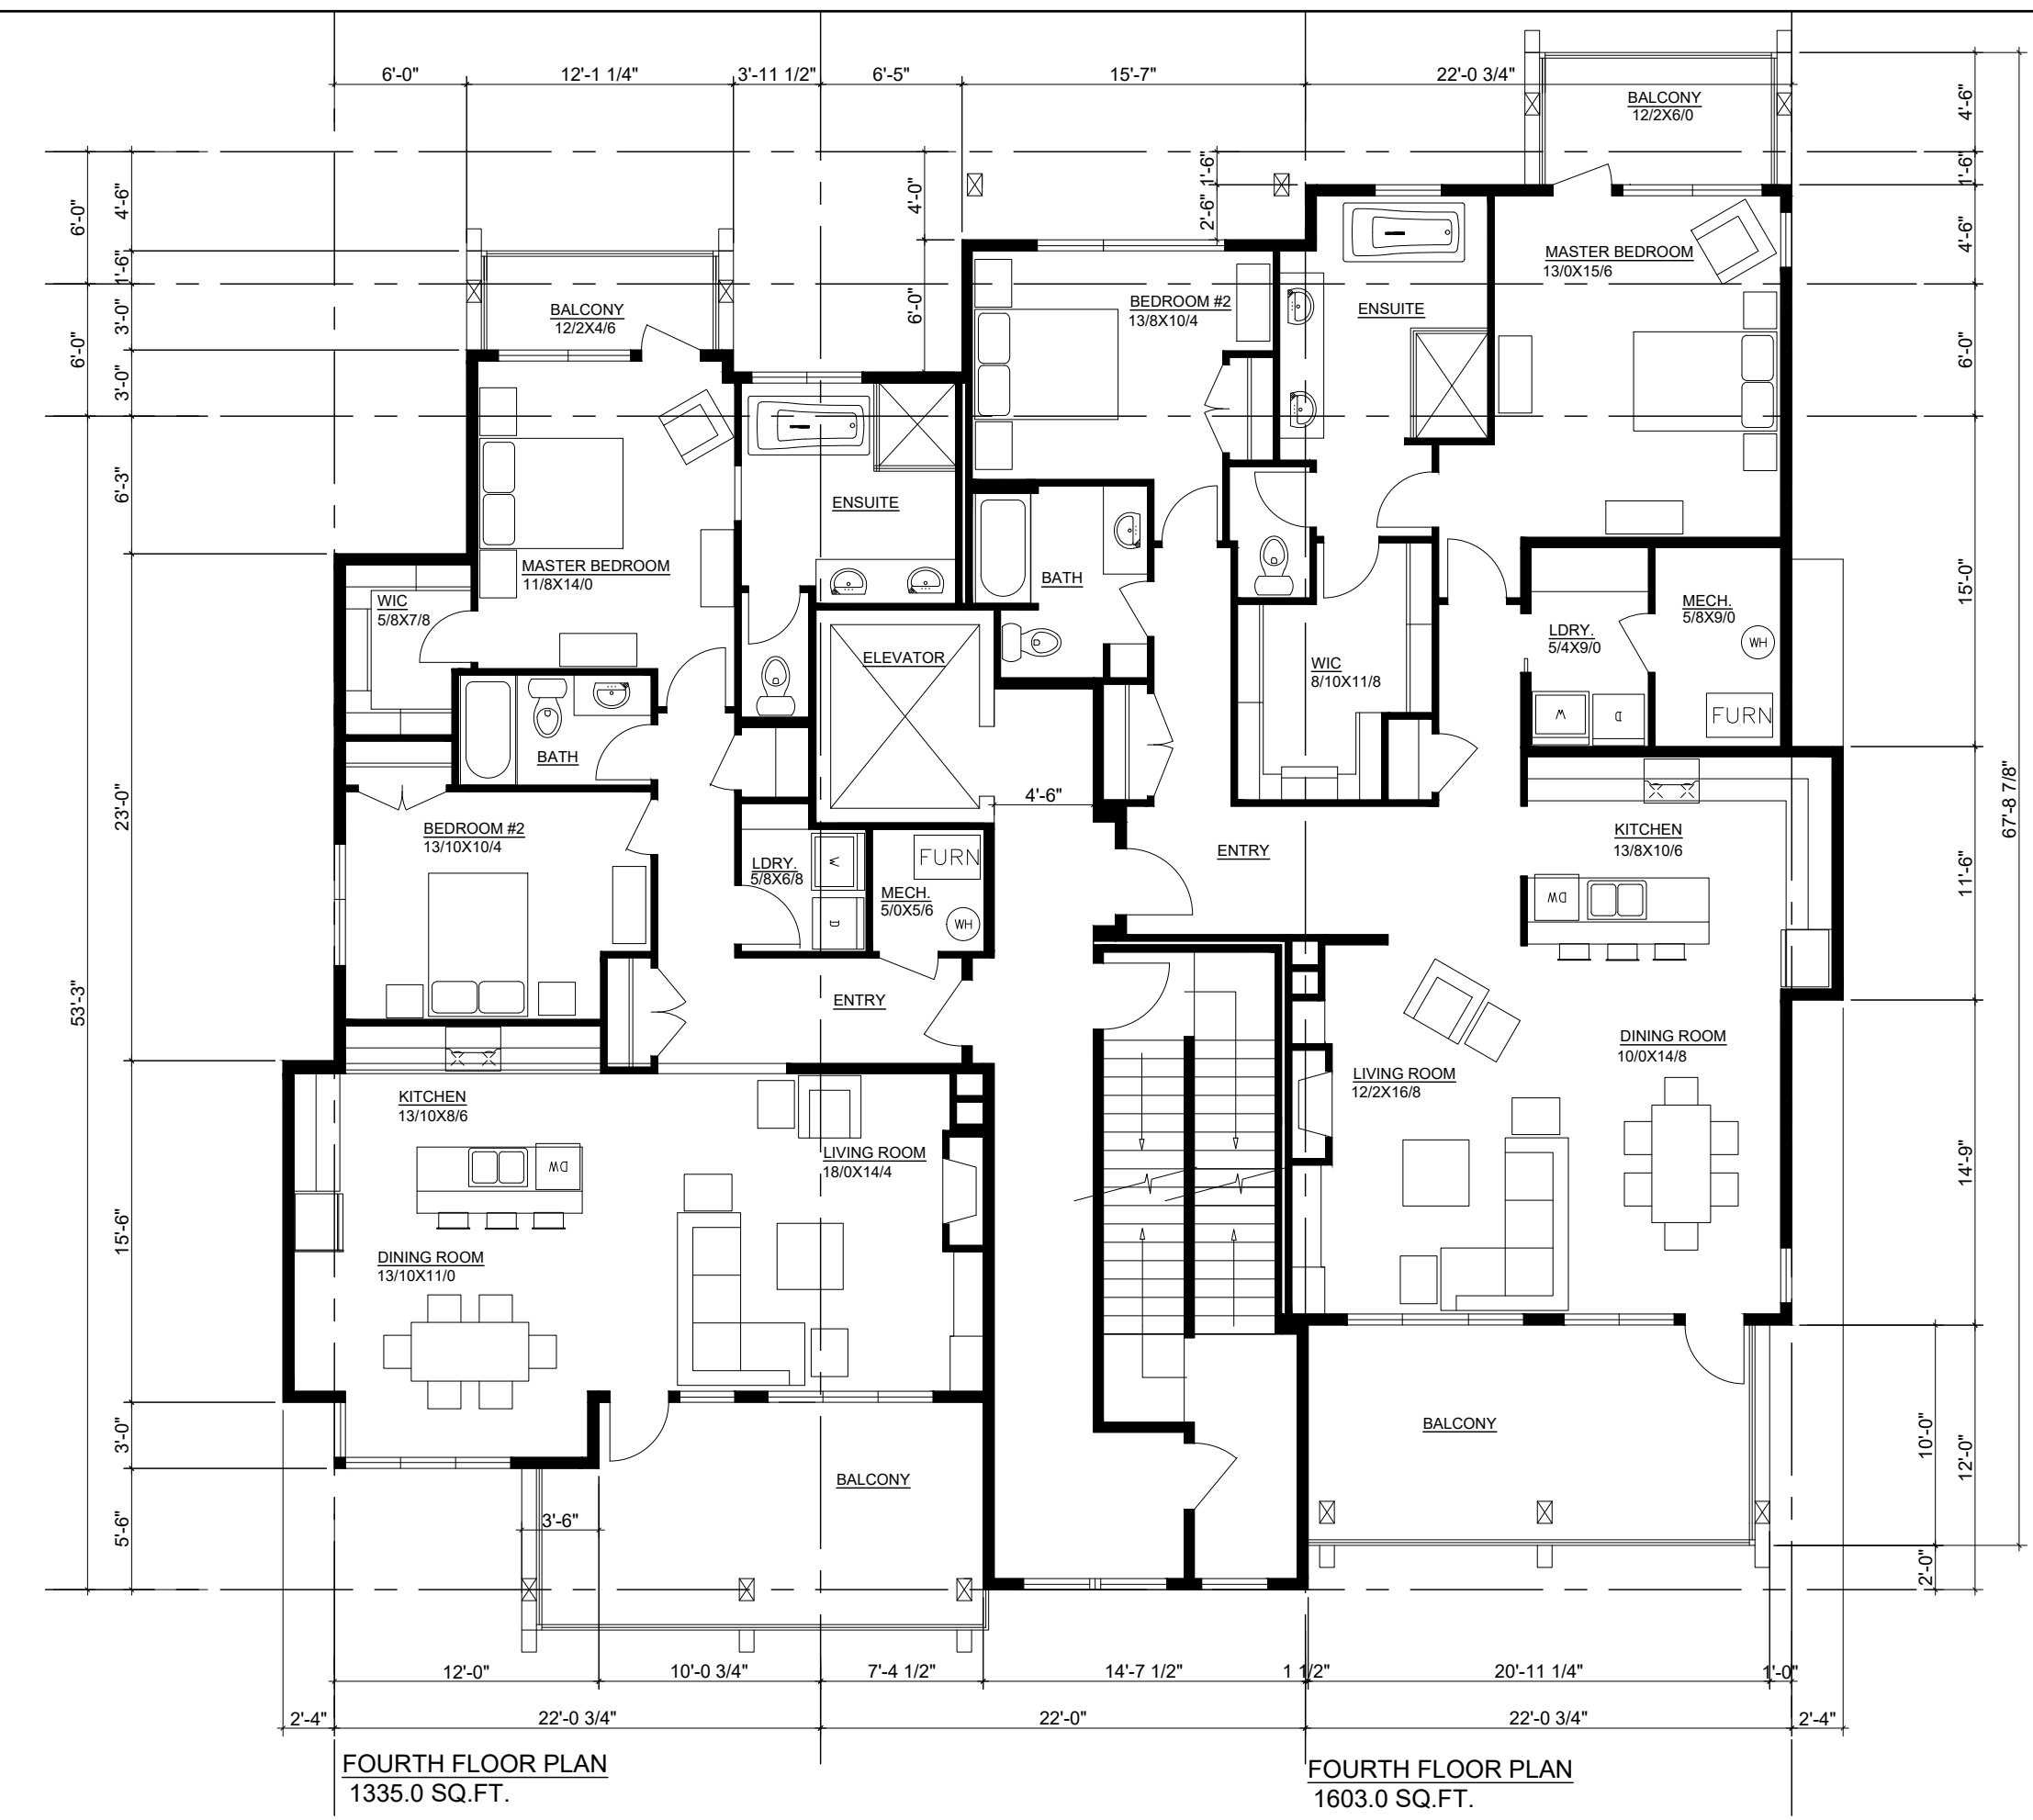 6'-0"
12'-1 1/4"
3'-11 1/2"
6'-5"
15'-7"
22'-0 3/4"
BALCONY
12/2X6/0
4'-6"
1'-6"
4'-6"
6'-0"
15'-0"
11'-6"
14'-9"
12'-0"
10'-0"
2'-0"
67'-8 7/8"
6'-0"
6'-0"
53'-3"
4'-6"
1'-6"
3'-0"
3'-0"
6'-3"
23'-0"
15'-6"
3'-0"
5'-6"
4'-0"
6'-0"
1'-6"
2'-6"
BALCONY
12/2X4/6
BEDROOM #2
13/8X10/4
ENSUITE
MASTER BEDROOM
13/0X15/6
ENSUITE
MASTER BEDROOM
11/8X14/0
WIC
5/8X7/8
BATH
ELEVATOR
BATH
WIC
8/10X11/8
LDRY.
5/4X9/0
MECH.
5/8X9/0
WH
W
D
FURN
BEDROOM #2
13/10X10/4
4'-6"
LDRY.
5/8X6/8
W
D
FURN
MECH.
5/0X5/6
WH
ENTRY
KITCHEN
13/8X10/6
DW
ENTRY
DINING ROOM
10/0X14/8
LIVING ROOM
12/2X16/8
KITCHEN
13/10X8/6
DW
LIVING ROOM
18/0X14/4
DINING ROOM
13/10X11/0
BALCONY
BALCONY
3'-6"
12'-0"
10'-0 3/4"
7'-4 1/2"
14'-7 1/2"
1 1/2"
20'-11 1/4"
1'-0"
2'-4"
22'-0 3/4"
22'-0"
22'-0 3/4"
2'-4"
FOURTH FLOOR PLAN
1335.0 SQ.FT.
FOURTH FLOOR PLAN
1603.0 SQ.FT.